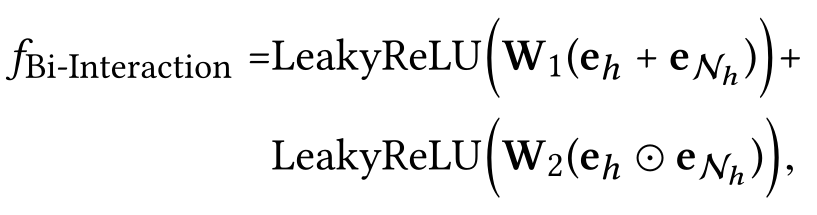 f_{Bi-Interaction} =LeakyReLU(W_1(e_h + e_{𝒩_h}))+
LeakyReLU(W_2(e_h ⊙ e_{𝒩_h})),